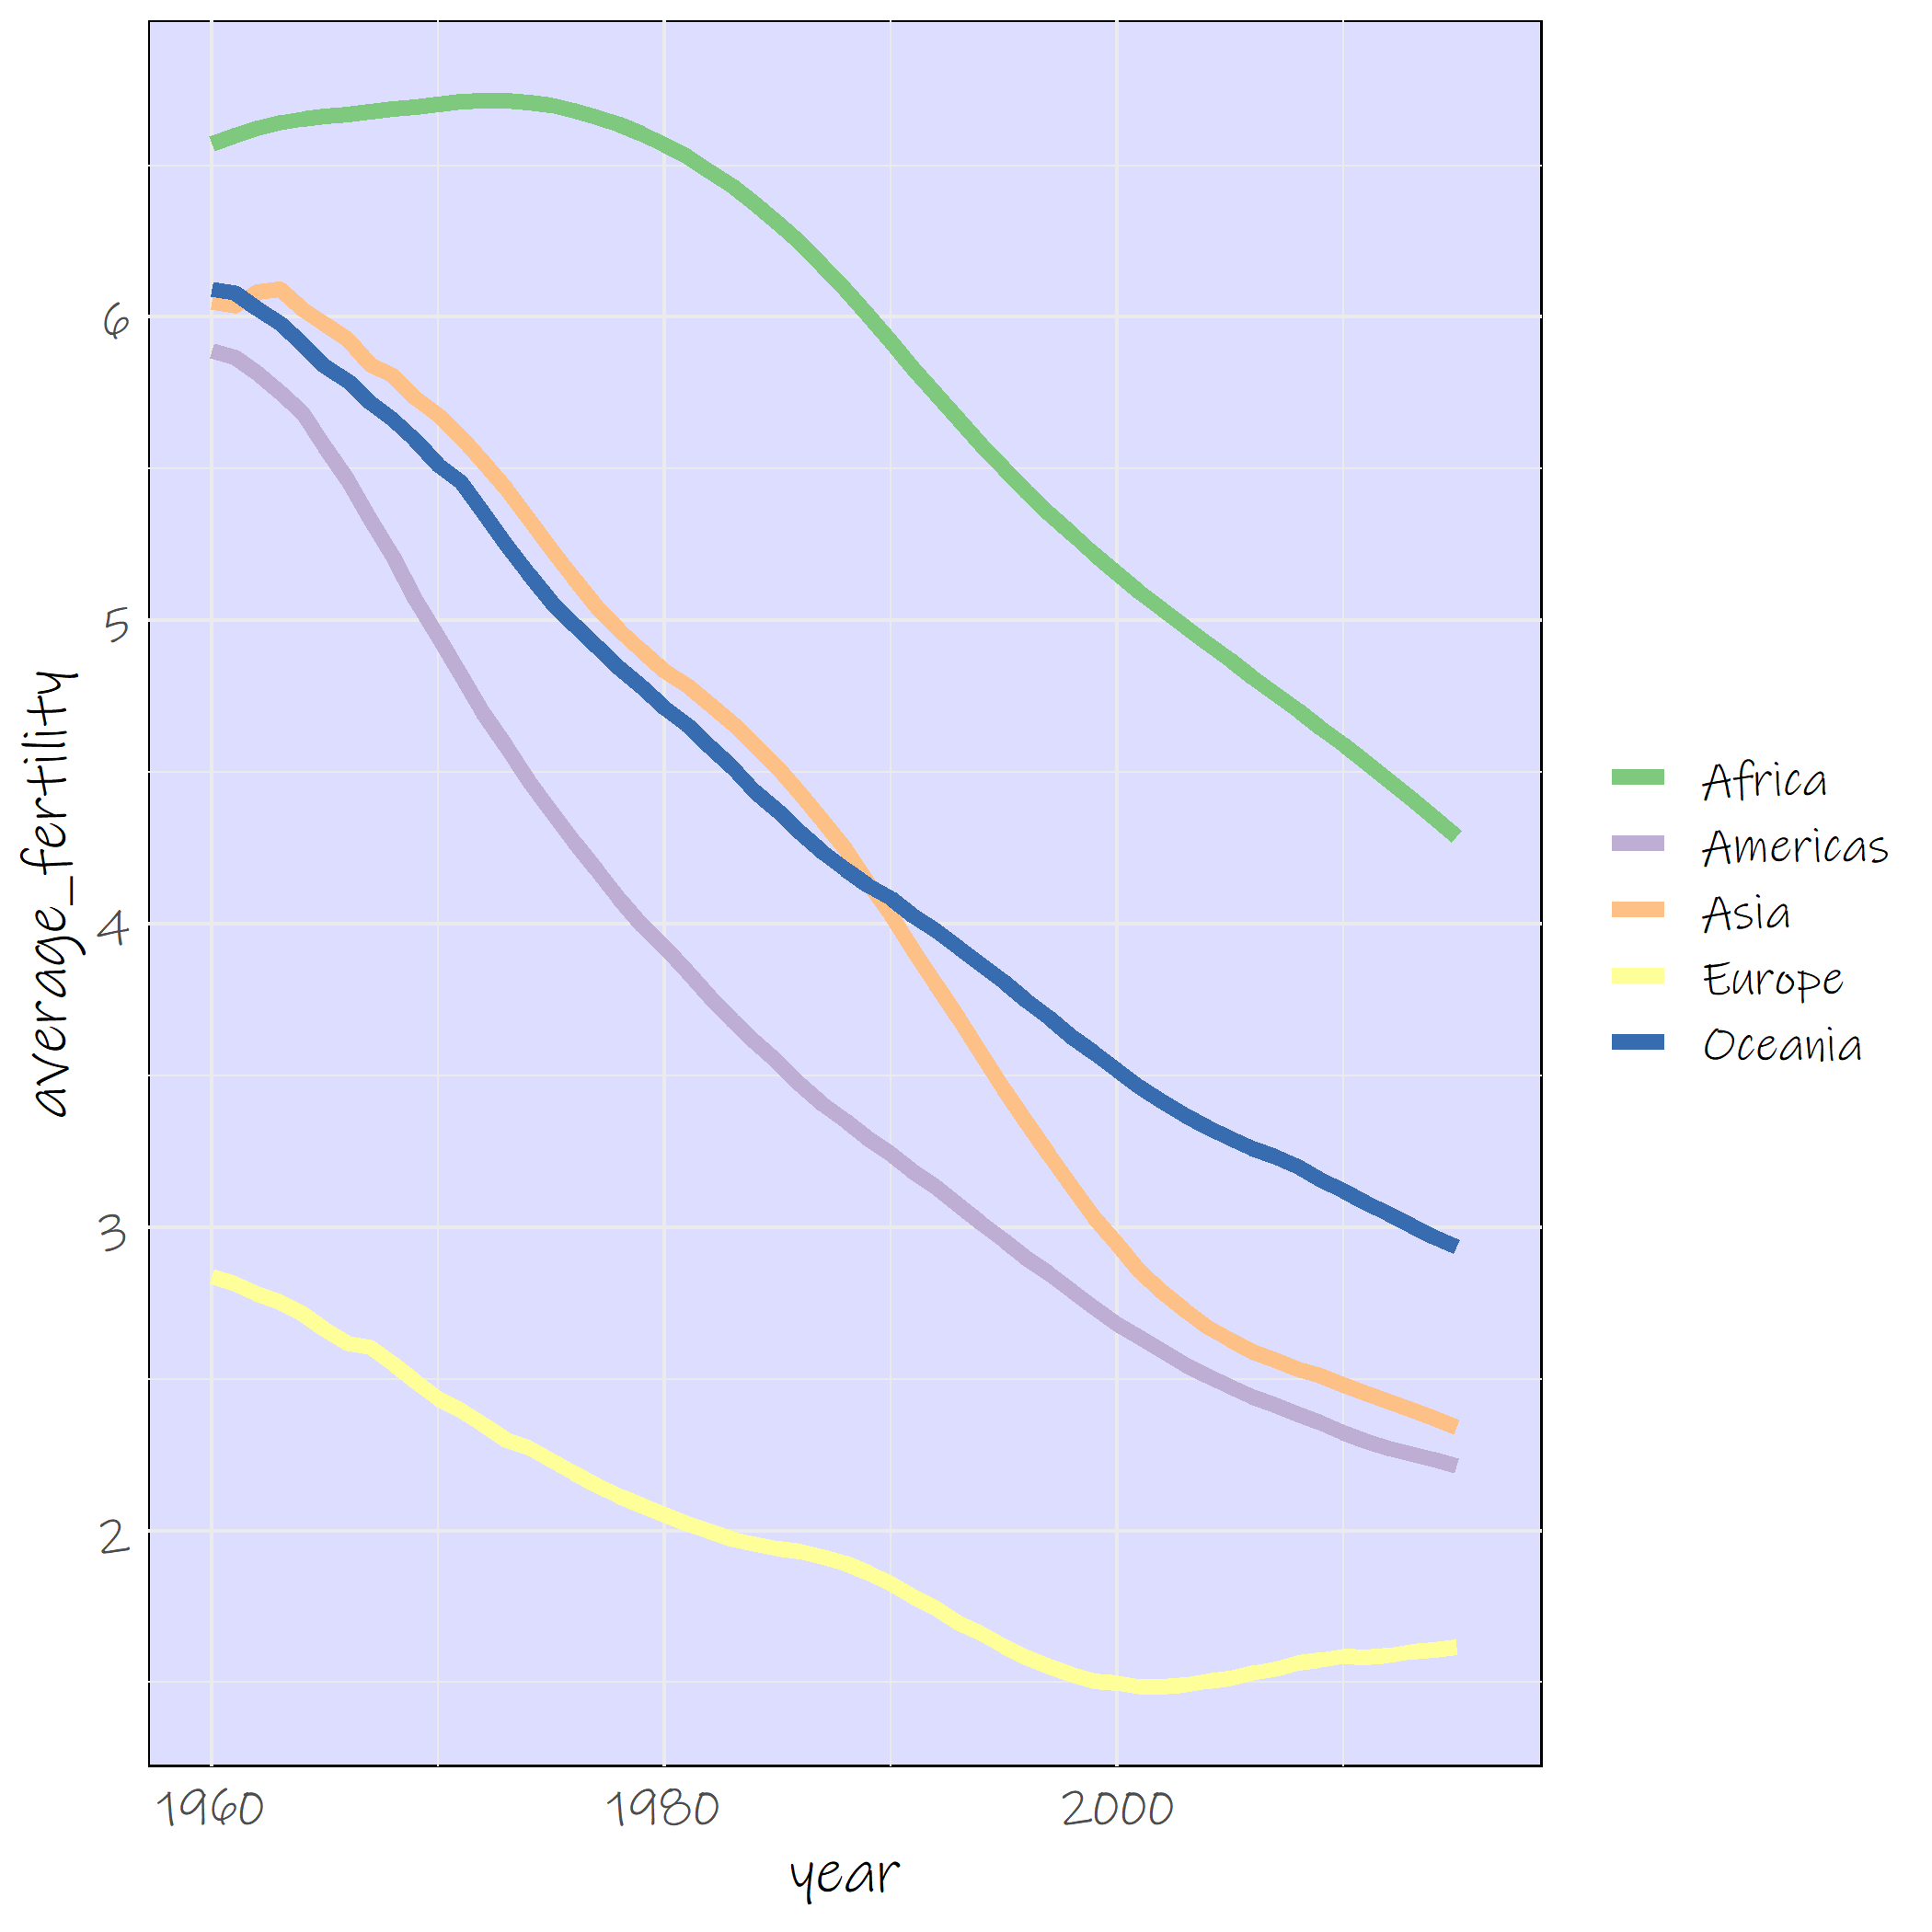 average_fertility
6
5
4
3
2
1960 1980 2000
year
Africa
Americas
Asia
Europe
Oceania